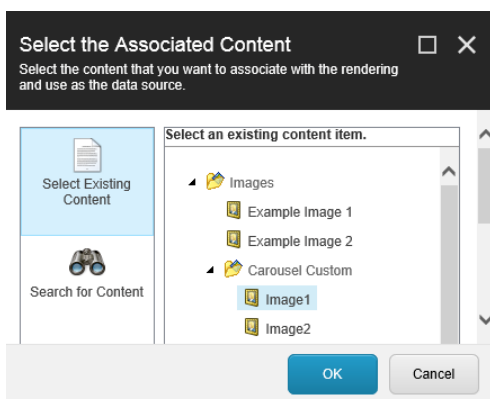 Select the Associated Content
Select the content that you want to associate with the rendering
and use as the data source.
Select Existing
Content
Search for Content
Select an existing content item.
Images
Example Image 1
Example Image 2
Carousel Custom
Image1
Image2
OK
Cancel